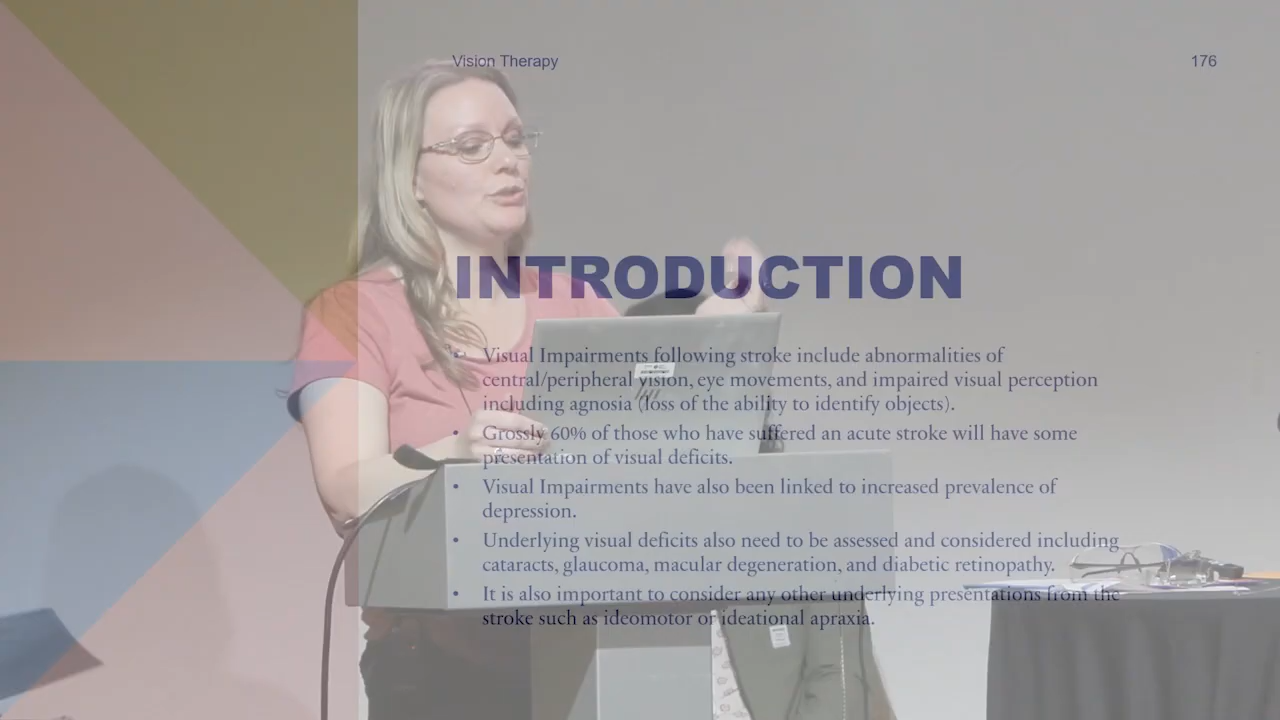 Vision Therapy
176
INTRODUCTION
• Visual Impairments following stroke include abnormalities of
central/peripheral vision, eye movements, and impaired visual perception
including agnosia (loss of the ability to identify objects).
• Grossly 60% of those who have suffered an acute stroke will have some
presentation of visual deficits.
• Visual Impairments have also been linked to increased prevalence of
depression.
• Underlying visual deficits also need to be assessed and considered including
cataracts, glaucoma, macular degeneration, and diabetic retinopathy.
• It is also important to consider any other underlying presentations from the
stroke such as ideomotor or ideational apraxia.